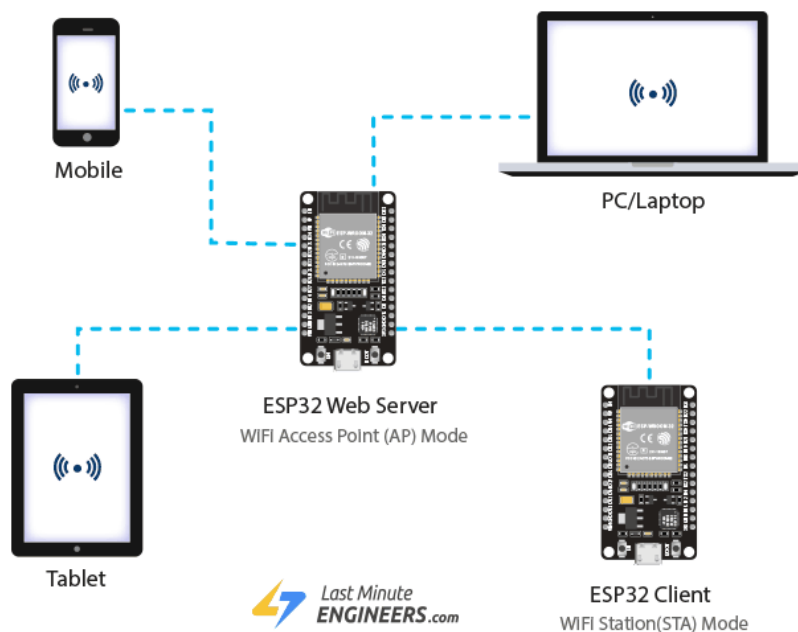 Mobile
PC/Laptop
ESP32 Web Server
WIFI Access Point (AP) Mode
Tablet
ESP32 Client
WIFI Station(STA) Mode
Last Minute
ENGINEERS.com